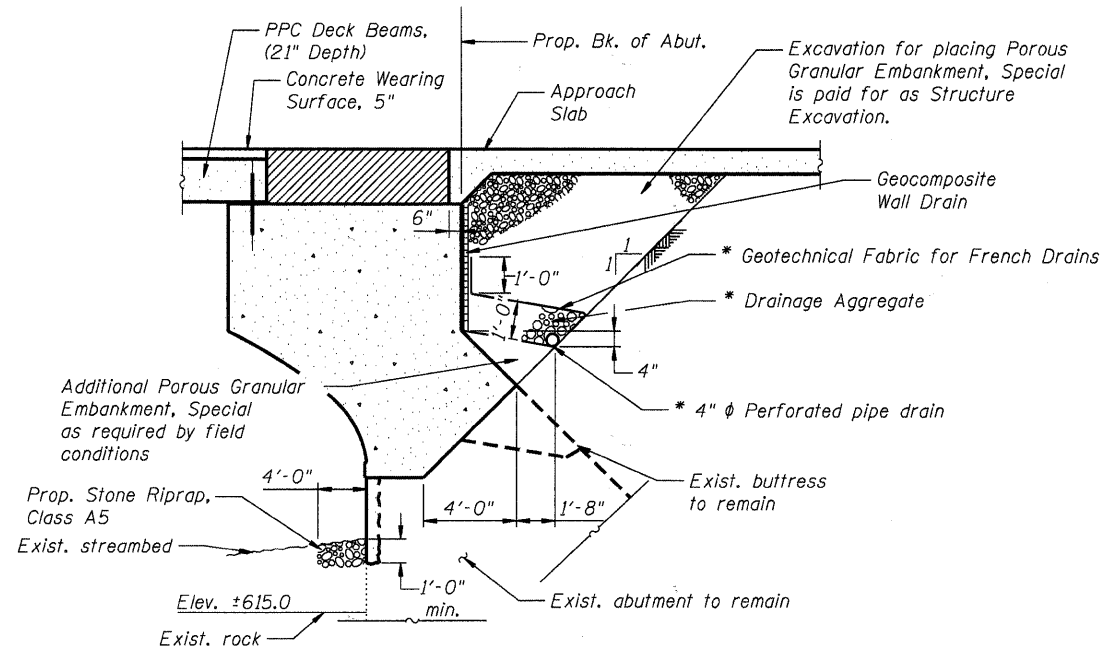 PPC Deck Beams,
(21" Depth)
Concrete Wearing
Surface, 5"
Prop. Bk. of Abut.
Approach
Slab
Excavation for placing Porous
Granular Embankment, Special
is paid for as Structure
Excavation.
Geocomposite
Wall Drain
6"
1
1
* Geotechnical Fabric for French Drains
1'-0"
* Drainage Aggregate
1'-0"
4"
* 4" ϕ Perforated pipe drain
Additional Porous Granular
Embankment, Special
as required by field
conditions
Exist. buttress
to remain
4'-0"
4'-0"
1'-8"
Prop. Stone Riprap,
Class A5
Exist. streambed
1'-0"
min.
Exist. abutment to remain
Elev. ±615.0
Exist. rock